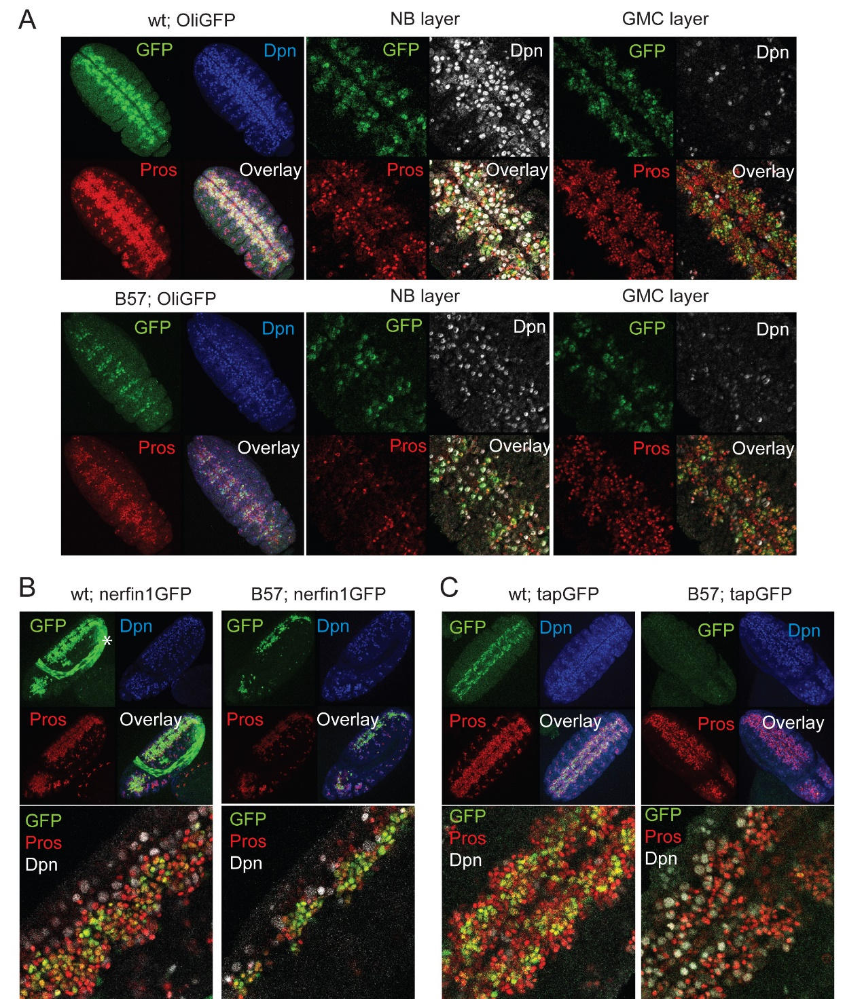 A
wt; OliGFP
NB layer
GMC layer
GFP
Dpn
GFP
Dpn
GFP
Dpn
Pros
Overlay
Pros
Overlay
Pros
Overlay
B57; OliGFP
NB layer
GMC layer
GFP
Dpn
GFP
Dpn
GFP
Dpn
Pros
Overlay
Pros
Overlay
Pros
Overlay
B
wt; nerfin1GFP
B57; nerfin1GFP
GFP
*
Dpn
GFP
Dpn
Pros
Overlay
Pros
Overlay
GFP
Pros
Dpn
GFP
Pros
Dpn
C
wt; tapGFP
B57; tapGFP
GFP
Dpn
GFP
Dpn
Pros
Overlay
Pros
Overlay
GFP
Pros
Dpn
GFP
Pros
Dpn